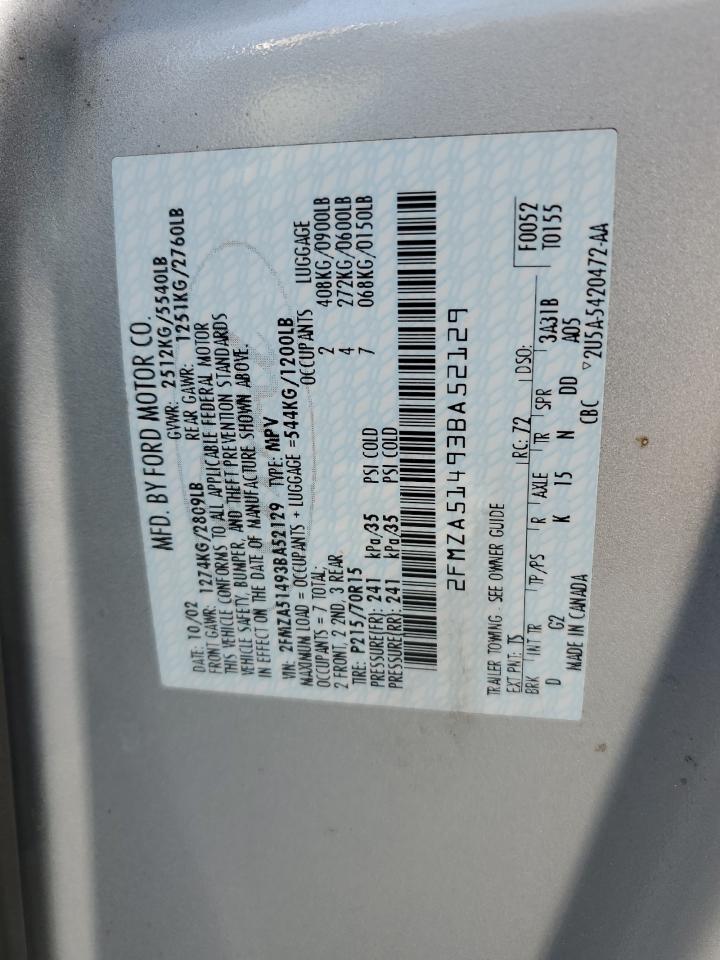 MFD. BY FORD MOTOR CO.
DATE: 10/02 GVWR: 2512KG/5540LB
FRONT GAWR: 1274KG/2809LB REAR GAWR: 1251KG/2760LB
THIS VEHICLE CONFORMS TO ALL APPLICABLE FEDERAL MOTOR
VEHICLE SAFETY, BUMPER, AND THEFT PREVENTION STANDARDS
IN EFFECT ON THE DATE OF MANUFACTURE SHOWN ABOVE.
VIN: 2FMZA51493BA52129 TYPE: MPV
MAXIMUM LOAD = OCCUPANTS + LUGGAGE =544KG/1200LB
OCCUPANTS = 7 TOTAL; OCCUPANTS LUGGAGE
2 FRONT, 2 2ND, 3 REAR 2 408KG/0900LB
TIRE: P215/70R15 4 272KG/0600LB
PRESSURE(FR): 241 kPa/35 PSI COLD 7 068KG/0150LB
PRESSURE(RR): 241 kPa/35 PSI COLD
2FMZA51493BA52129
TRAILER TOWING - SEE OWNER GUIDE
EXT PNT: TS RC: 72 DSO: F0052
BRK INT TR TP/PS R AXLE TR SPR 3A31B T0155
D G2 K 15 N DD A05
MADE IN CANADA CBC ▽2U5A-5420472-AA